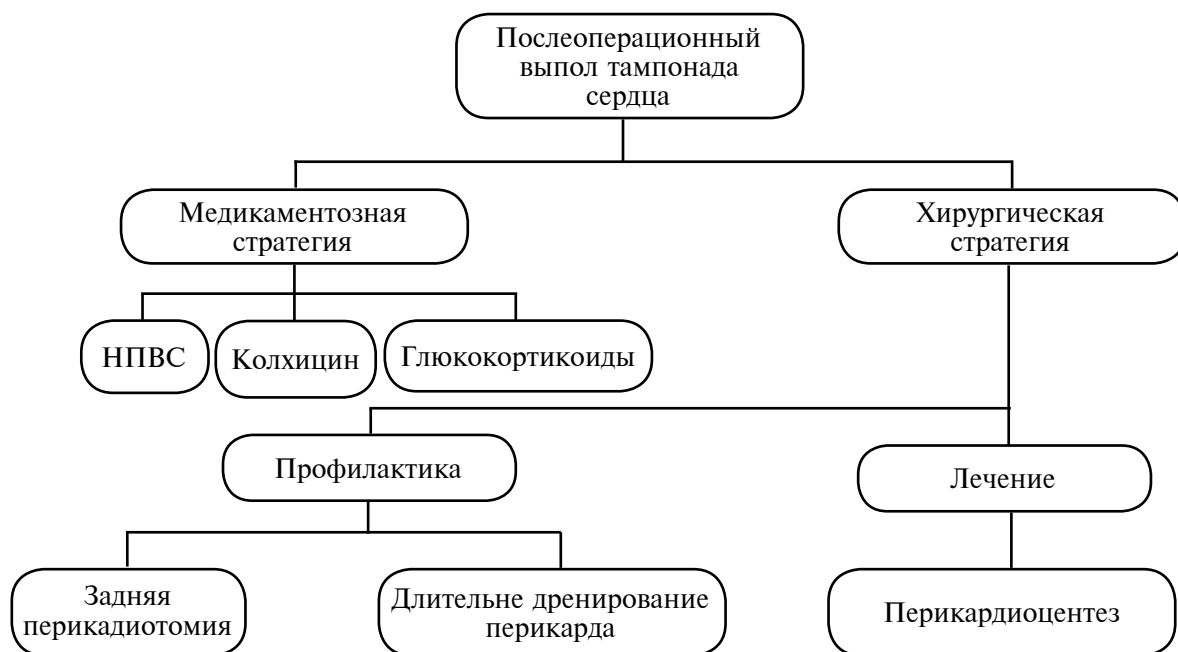 Послеоперационный
выпол тампонада
сердца
Медикаментозная
стратегия
Хирургическая
стратегия
НПВС
Колхицин
Глюкокортикоиды
Профилактика
Лечение
Задняя
перикадиотомия
Длительне дренирование
перикарда
Перикардиоцентез